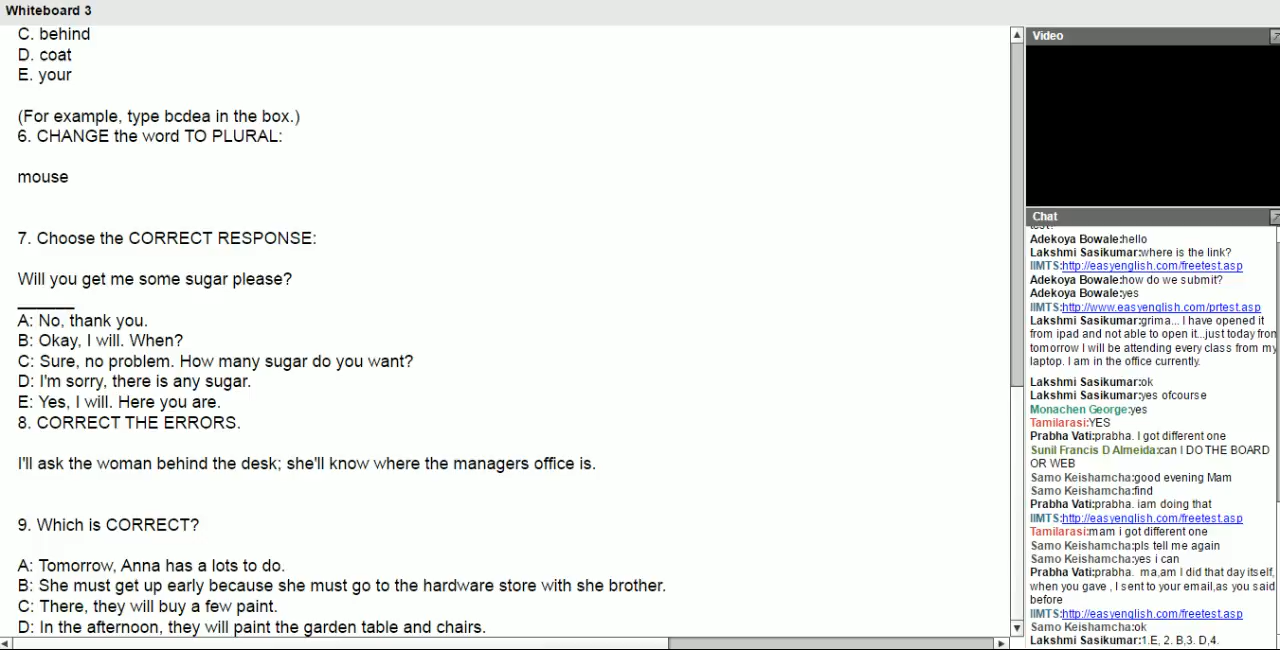 Whiteboard 3
C. behind
D. coat
E. your
(For example, type bcdea in the box.)
6. CHANGE the word TO PLURAL:
mouse
7. Choose the CORRECT RESPONSE:
Will you get me some sugar please?
______
A: No, thank you.
B: Okay, I will. When?
C: Sure, no problem. How many sugar do you want?
D: I'm sorry, there is any sugar.
E: Yes, I will. Here you are.
8. CORRECT THE ERRORS.
I'll ask the woman behind the desk; she'll know where the managers office is.
9. Which is CORRECT?
A: Tomorrow, Anna has a lots to do.
B: She must get up early because she must go to the hardware store with she brother.
C: There, they will buy a few paint.
D: In the afternoon, they will paint the garden table and chairs.
Video
Chat
test?
Adekoya Bowale:hello
Lakshmi Sasikumar:where is the link?
IIMTS:http://easyenglish.com/freetest.asp
Adekoya Bowale:how do we submit?
Adekoya Bowale:yes
IIMTS:http://www.easyenglish.com/prtest.asp
Lakshmi Sasikumar:grima... I have opened it
from ipad and not able to open it...just today from
tomorrow I will be attending every class from my
laptop. I am in the office currently.
Lakshmi Sasikumar:ok
Lakshmi Sasikumar:yes ofcourse
Monachen George:yes
Tamilarasi:YES
Prabha Vati:prabha. I got different one
Sunil Francis D Almeida:can I DO THE BOARD
OR WEB
Samo Keishamcha:good evening Mam
Samo Keishamcha:find
Prabha Vati:prabha. iam doing that
IIMTS:http://easyenglish.com/freetest.asp
Tamilarasi:mam i got different one
Samo Keishamcha:pls tell me again
Samo Keishamcha:yes i can
Prabha Vati:prabha. ma,am I did that day itself,
when you gave , I sent to your email,as you said
before
IIMTS:http://easyenglish.com/freetest.asp
Samo Keishamcha:ok
Lakshmi Sasikumar:1.E, 2. B,3. D,4.